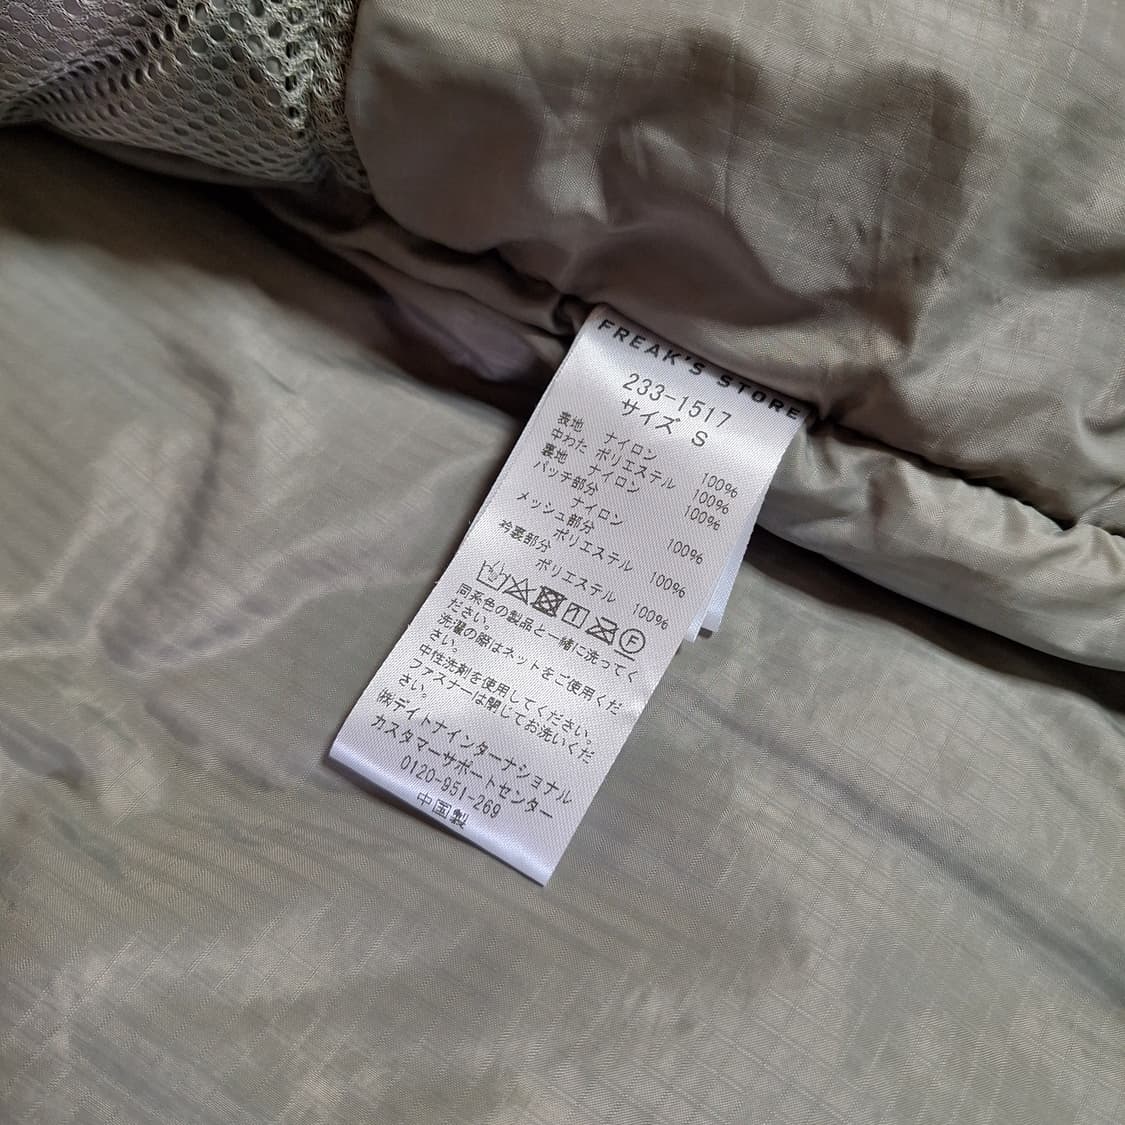 FREAK'S STORE
233-1517
サイズ S
表地 ナイロン 100%
中わた ポリエステル 100%
裏地 ナイロン 100%
パッチ部分
ナイロン 100%
メッシュ部分
ポリエステル 100%
衿裏部分
ポリエステル 100%
F
同系色の製品と一緒に洗ってく
ださい。
洗濯の際はネットをご使用くだ
さい。
中性洗剤を使用してください。
ファスナーは閉じてお洗いくだ
さい。
㈱デイトナインターナショナル
カスタマーサポートセンター
0120-951-269
中国製